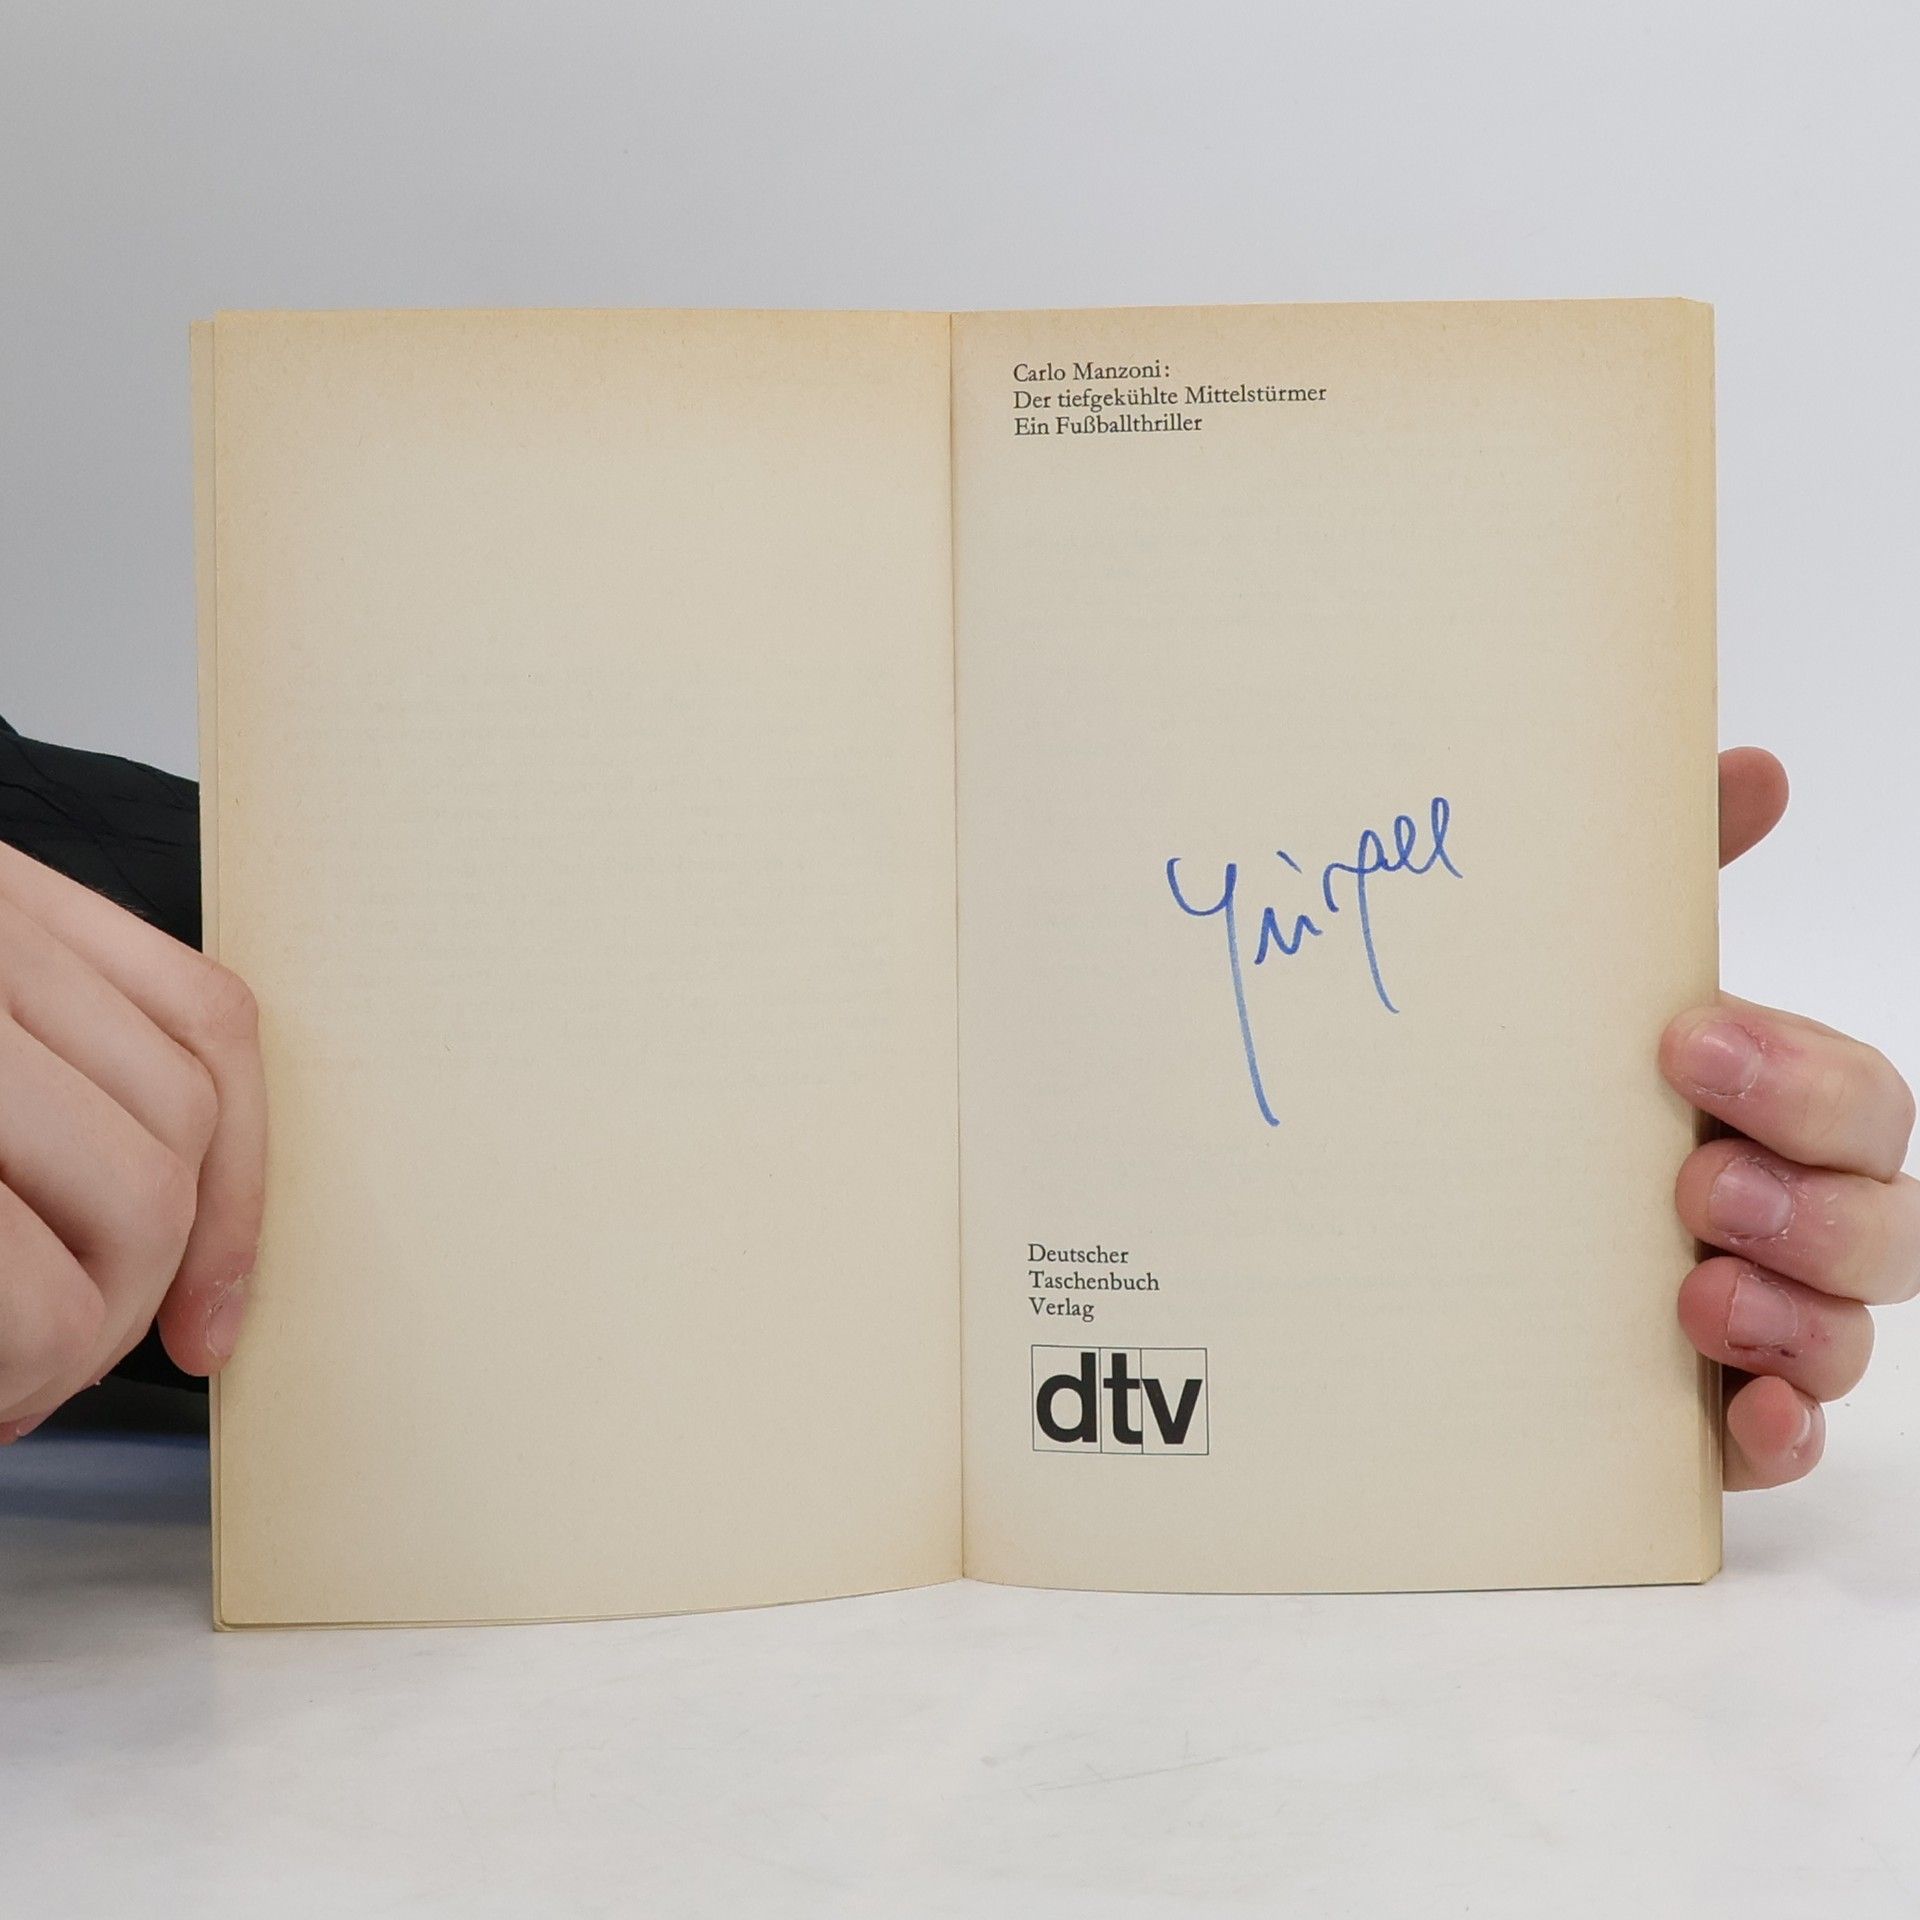 Carlo Manzoni:
Der tiefgekühlte Mittelstürmer
Ein Fußballthriller
Deutscher
Taschenbuch
Verlag
dtv